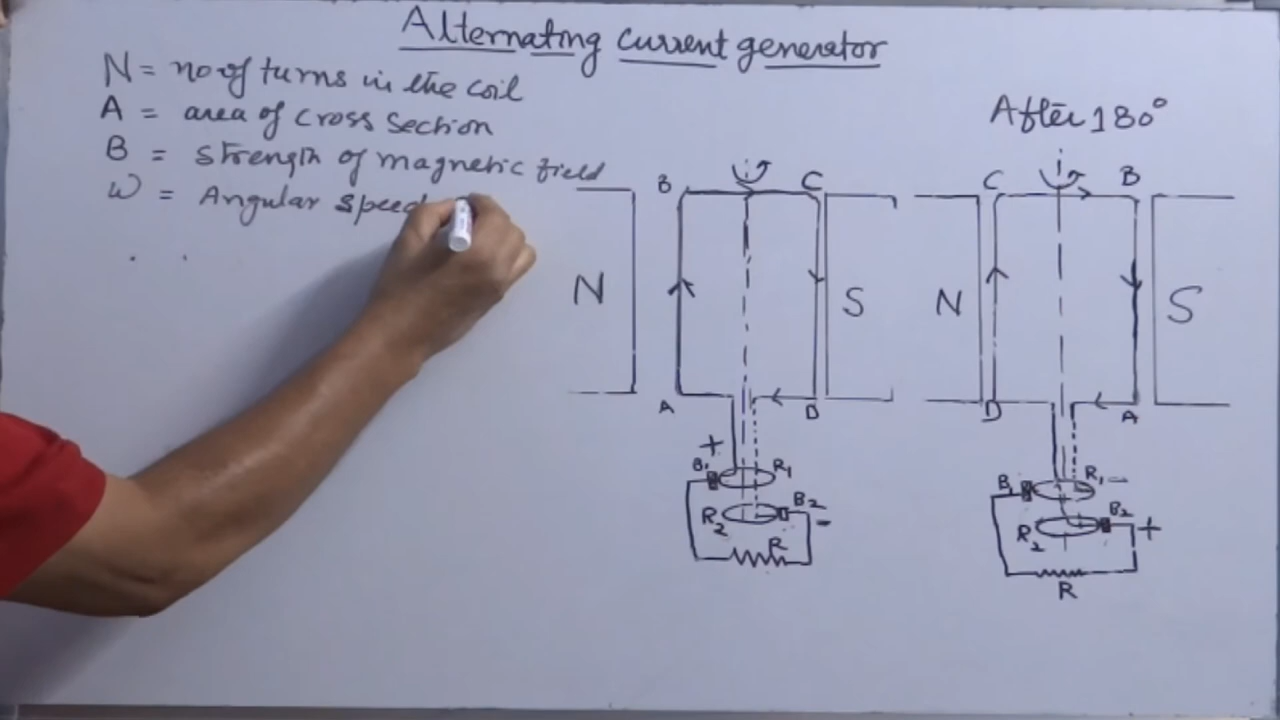 Alternating current generator
N = no of turns in the coil
A = area of cross section
B = strength of magnetic field
ω = Angular speed
After 180°
B C
N S
A D
+
B1 R1
R2 B2 -
R
C B
N S
D A
B1 R1 -
R2 B2 +
R